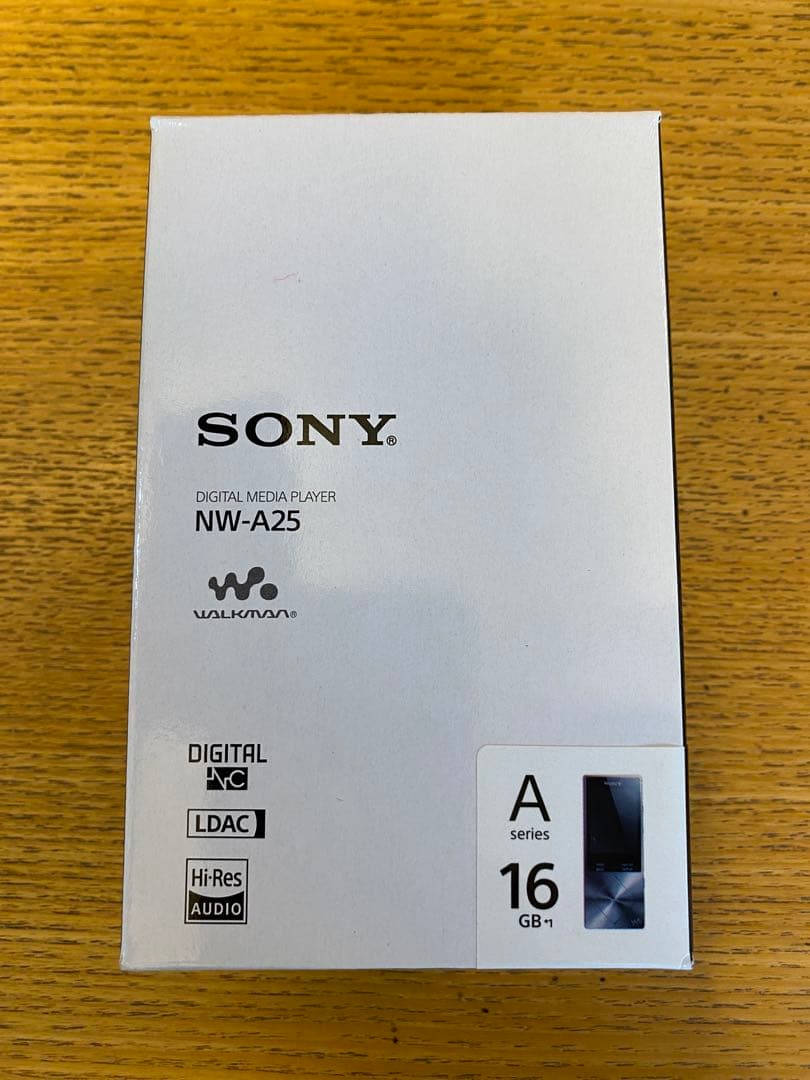 SONY®
DIGITAL MEDIA PLAYER
NW-A25
WALKMAN®
DIGITAL
NC
LDAC
Hi-Res
AUDIO
A
series
16
GB *1